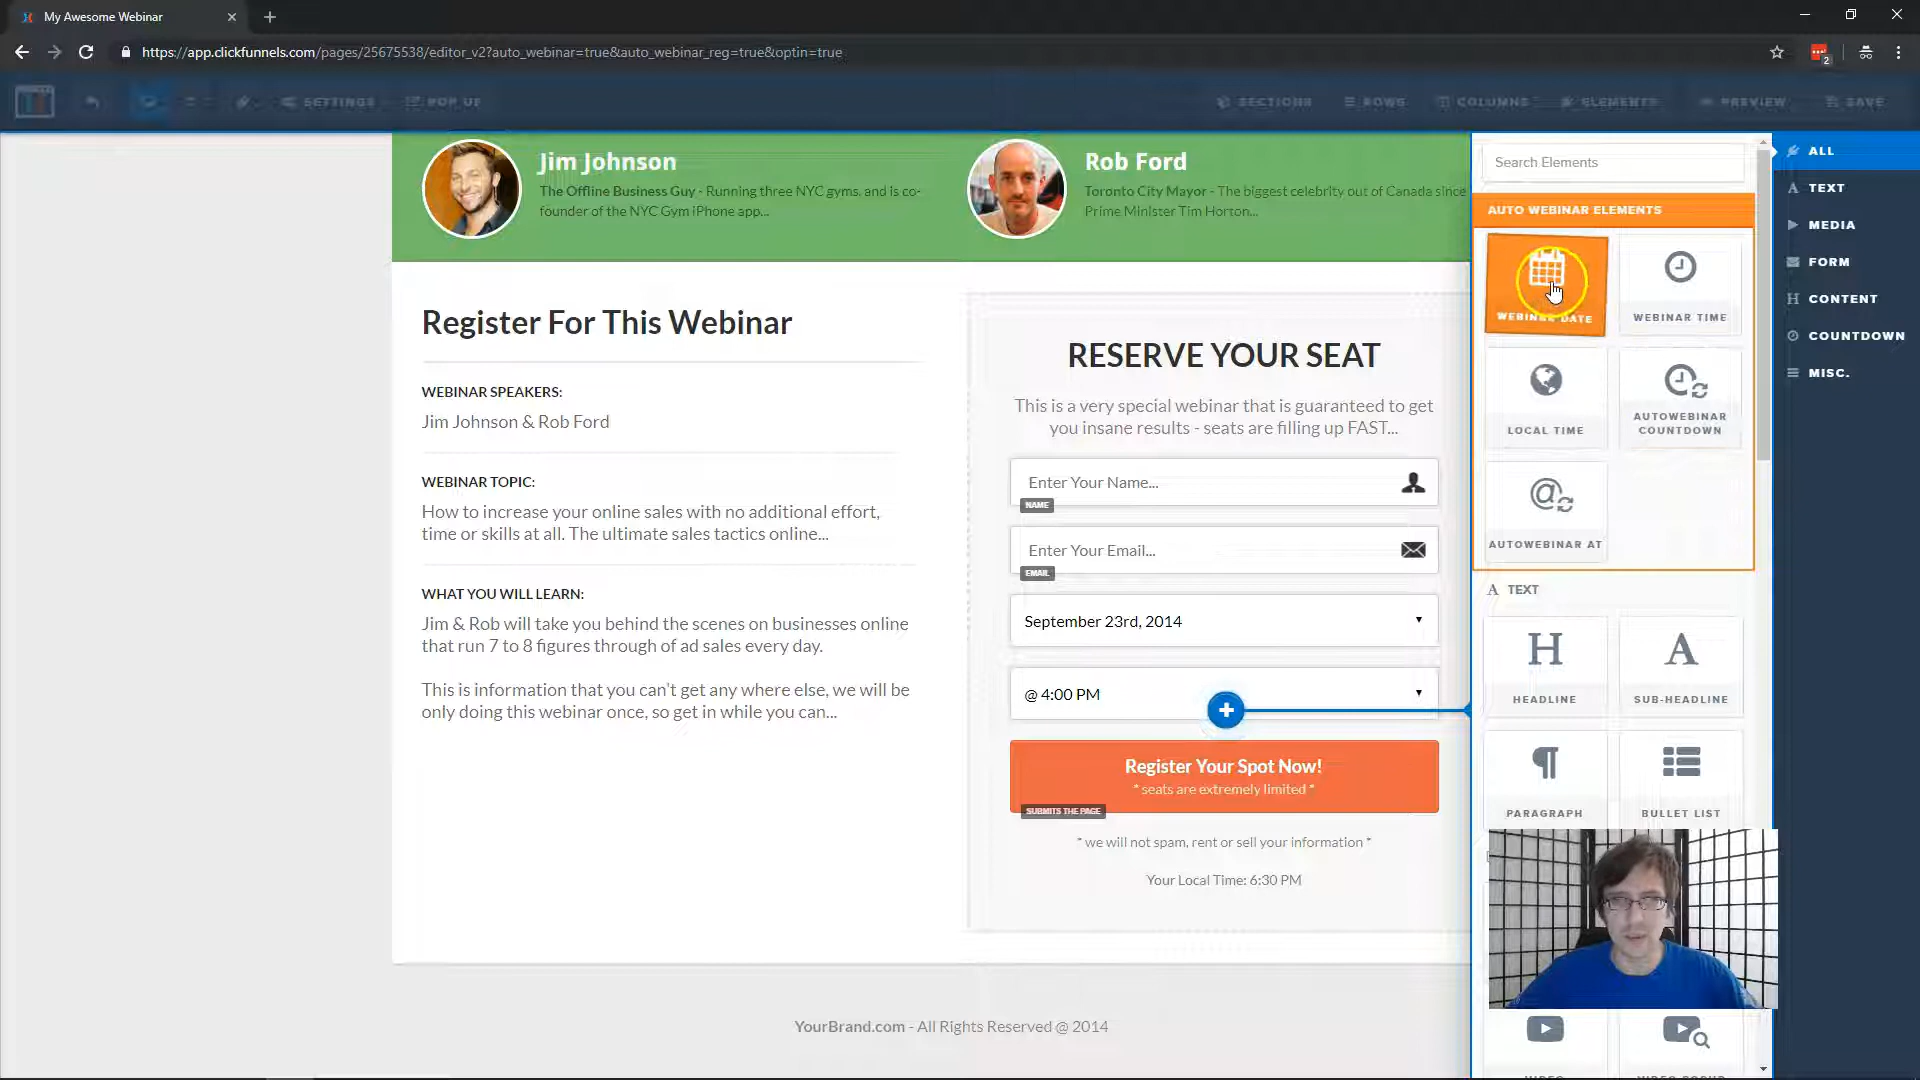 My Awesome Webinar
https://app.clickfunnels.com/pages/25675538/editor_v2?auto_webinar=true&auto_webinar_reg=true&optin=true
2
SETTINGS
POP UP
SECTIONS
ROWS
COLUMNS
ELEMENTS
PREVIEW
SAVE
Jim Johnson
The Offline Business Guy - Running three NYC gyms. and is co-
founder of the NYC Gym iPhone app...
Rob Ford
Toronto City Mayor - The biggest celebrity out of Canada since
Prime Minister Tim Horton...
Register For This Webinar
WEBINAR SPEAKERS:
Jim Johnson & Rob Ford
WEBINAR TOPIC:
How to increase your online sales with no additional effort,
time or skills at all. The ultimate sales tactics online...
WHAT YOU WILL LEARN:
Jim & Rob will take you behind the scenes on businesses online
that run 7 to 8 figures through of ad sales every day.
This is information that you can't get any where else, we will be
only doing this webinar once, so get in while you can...
RESERVE YOUR SEAT
This is a very special webinar that is guaranteed to get
you insane results - seats are filling up FAST...
Enter Your Name...
NAME
Enter Your Email...
EMAIL
September 23rd, 2014
@ 4:00 PM
Register Your Spot Now!
* seats are extremely limited *
SUBMITS THE PAGE
* we will not spam, rent or sell your information *
Your Local Time: 6:30 PM
YourBrand.com - All Rights Reserved @ 2014
Search Elements
AUTO WEBINAR ELEMENTS
WEBINAR DATE
WEBINAR TIME
LOCAL TIME
AUTOWEBINAR
COUNTDOWN
AUTOWEBINAR AT
A TEXT
H
HEADLINE
A
SUB-HEADLINE
PARAGRAPH
BULLET LIST
ALL
A TEXT
MEDIA
FORM
H CONTENT
COUNTDOWN
MISC.